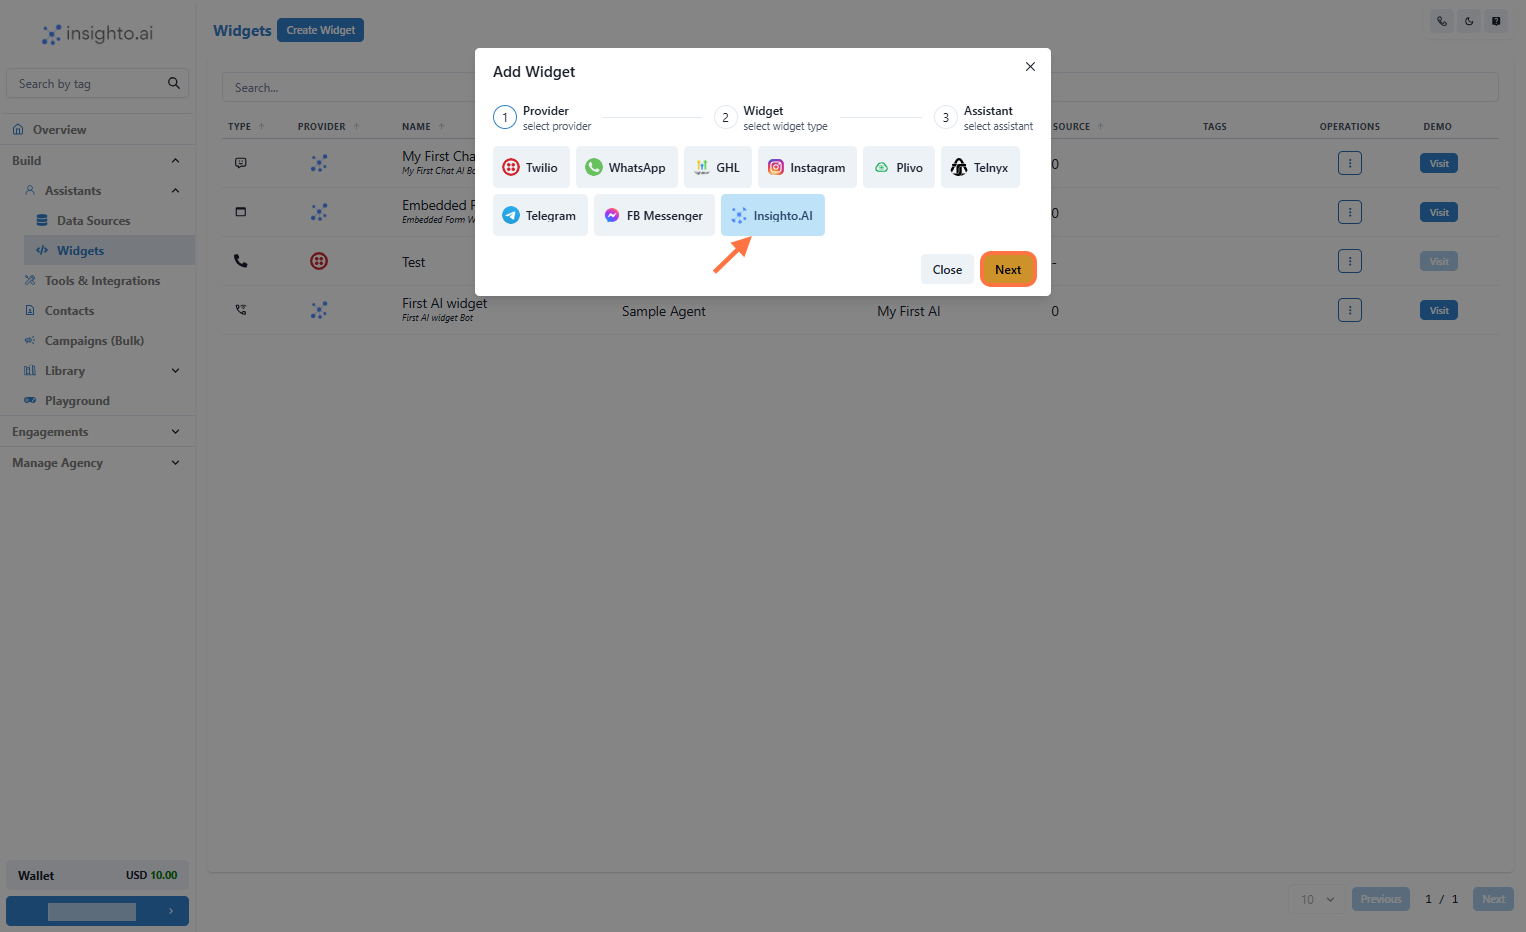 insighto.ai
Widgets
Create Widget
Search by tag
Search...
Overview
Build
Assistants
Data Sources
Widgets
Tools & Integrations
Contacts
Campaigns (Bulk)
Library
Playground
Engagements
Manage Agency
Wallet USD 10.00
Add Widget
1 Provider
select provider
2 Widget
select widget type
3 Assistant
select assistant
Twilio WhatsApp GHL Instagram Plivo Telnyx
Telegram FB Messenger Insighto.AI
Close Next
TYPE PROVIDER NAME SOURCE TAGS OPERATIONS DEMO
My First Cha 0 Visit
My First Chat AI Bo
Embedded F 0 Visit
Embedded Form W
Test - Visit
First AI widget Sample Agent My First AI 0 Visit
First AI widget Bot
10 Previous 1 / 1 Next